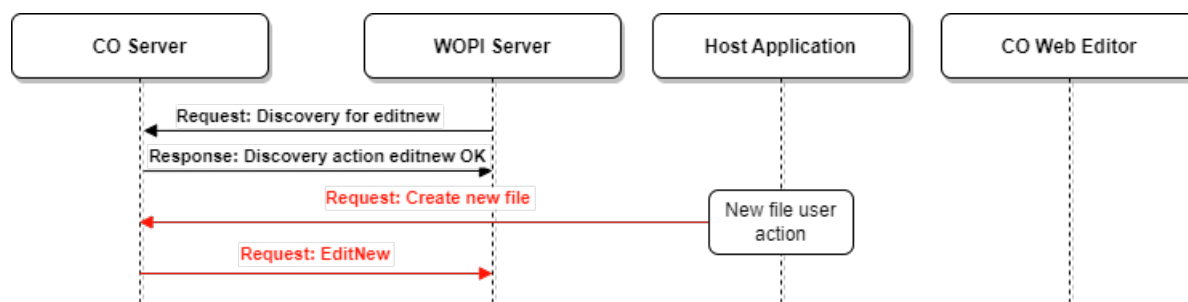 CO Server
WOPI Server
Host Application
CO Web Editor
Request: Discovery for editnew
Response: Discovery action editnew OK
Request: Create new file
New file user
action
Request: EditNew